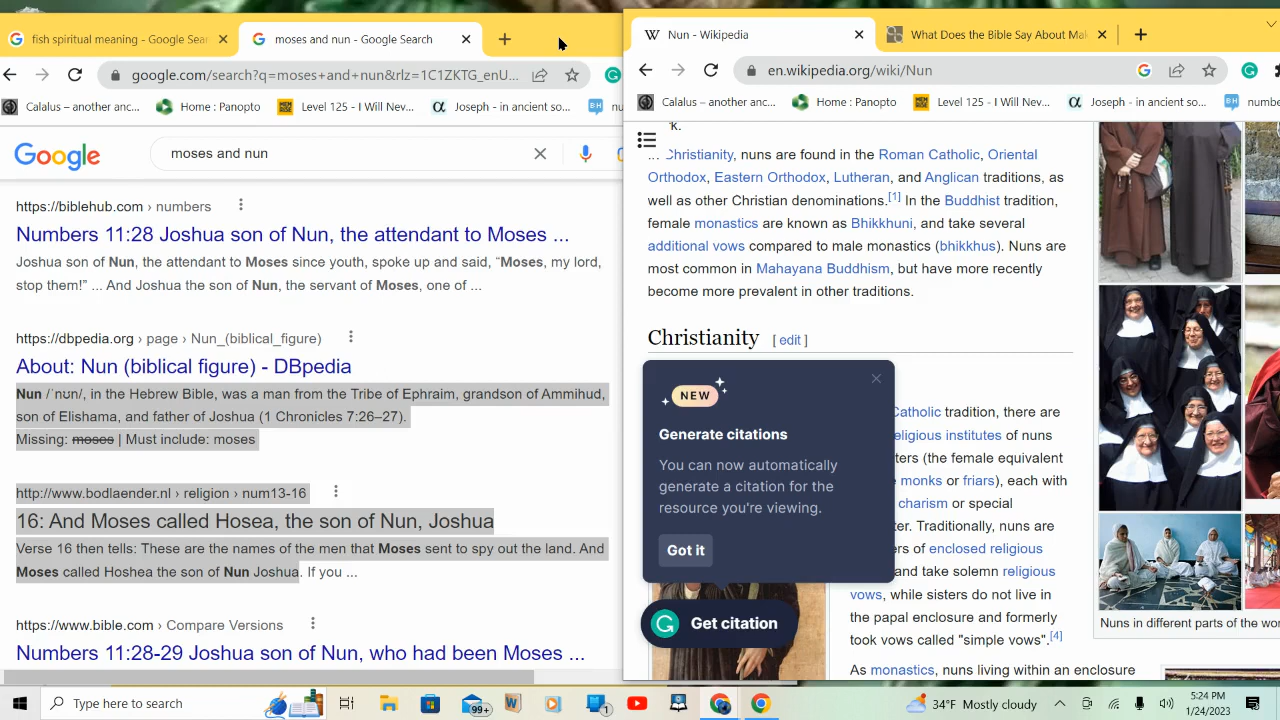 fish spiritual meaning - Google Sear
moses and nun - Google Search
google.com/search?q=moses+and+nun&rlz=1C1ZKTG_enU...
Calalus – another anc...
Home : Panopto
Level 125 - I Will Nev...
Joseph - in ancient so...
nu
Google
moses and nun
https://biblehub.com › numbers
Numbers 11:28 Joshua son of Nun, the attendant to Moses ...
Joshua son of Nun, the attendant to Moses since youth, spoke up and said, “Moses, my lord,
stop them!” ... And Joshua the son of Nun, the servant of Moses, one of ...
https://dbpedia.org › page › Nun_(biblical_figure)
About: Nun (biblical figure) - DBpedia
Nun /ˈnʊn/, in the Hebrew Bible, was a man from the Tribe of Ephraim, grandson of Ammihud,
son of Elishama, and father of Joshua (1 Chronicles 7:26–27).
Missing: moses | Must include: moses
http://www.bodlaerder.nl › religion › num13-16
16: And Moses called Hosea, the son of Nun, Joshua
Verse 16 then tells: These are the names of the men that Moses sent to spy out the land. And
Moses called Hoshea the son of Nun Joshua. If you ...
https://www.bible.com › Compare Versions
Numbers 11:28-29 Joshua son of Nun, who had been Moses ...
Nun - Wikipedia
What Does the Bible Say About Mak
en.wikipedia.org/wiki/Nun
Calalus – another anc...
Home : Panopto
Level 125 - I Will Nev...
Joseph - in ancient so...
numb
k.
In Christianity, nuns are found in the Roman Catholic, Oriental
Orthodox, Eastern Orthodox, Lutheran, and Anglican traditions, as
well as other Christian denominations.[1] In the Buddhist tradition,
female monastics are known as Bhikkhuni, and take several
additional vows compared to male monastics (bhikkhus). Nuns are
most common in Mahayana Buddhism, but have more recently
become more prevalent in other traditions.
Christianity [ edit ]
Catholic tradition, there are
eligious institutes of nuns
ters (the female equivalent
monks or friars), each with
charism or special
ter. Traditionally, nuns are
ers of enclosed religious
and take solemn religious
vows, while sisters do not live in
the papal enclosure and formerly
took vows called "simple vows".[4]
As monastics, nuns living within an enclosure
NEW
Generate citations
You can now automatically
generate a citation for the
resource you're viewing.
Got it
Get citation
Nuns in different parts of the wor
Type here to search
99+
1
34°F Mostly cloudy
5:24 PM
1/24/2023